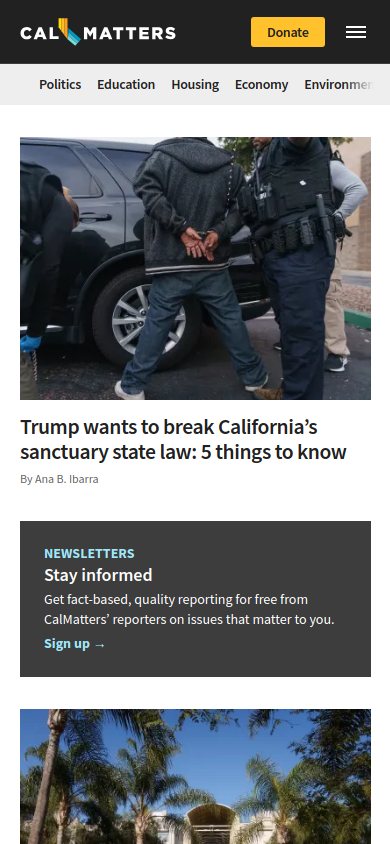 CALMATTERS
Donate
Politics Education Housing Economy Environmen
Trump wants to break California’s
sanctuary state law: 5 things to know
By Ana B. Ibarra
NEWSLETTERS
Stay informed
Get fact-based, quality reporting for free from
CalMatters’ reporters on issues that matter to you.
Sign up →